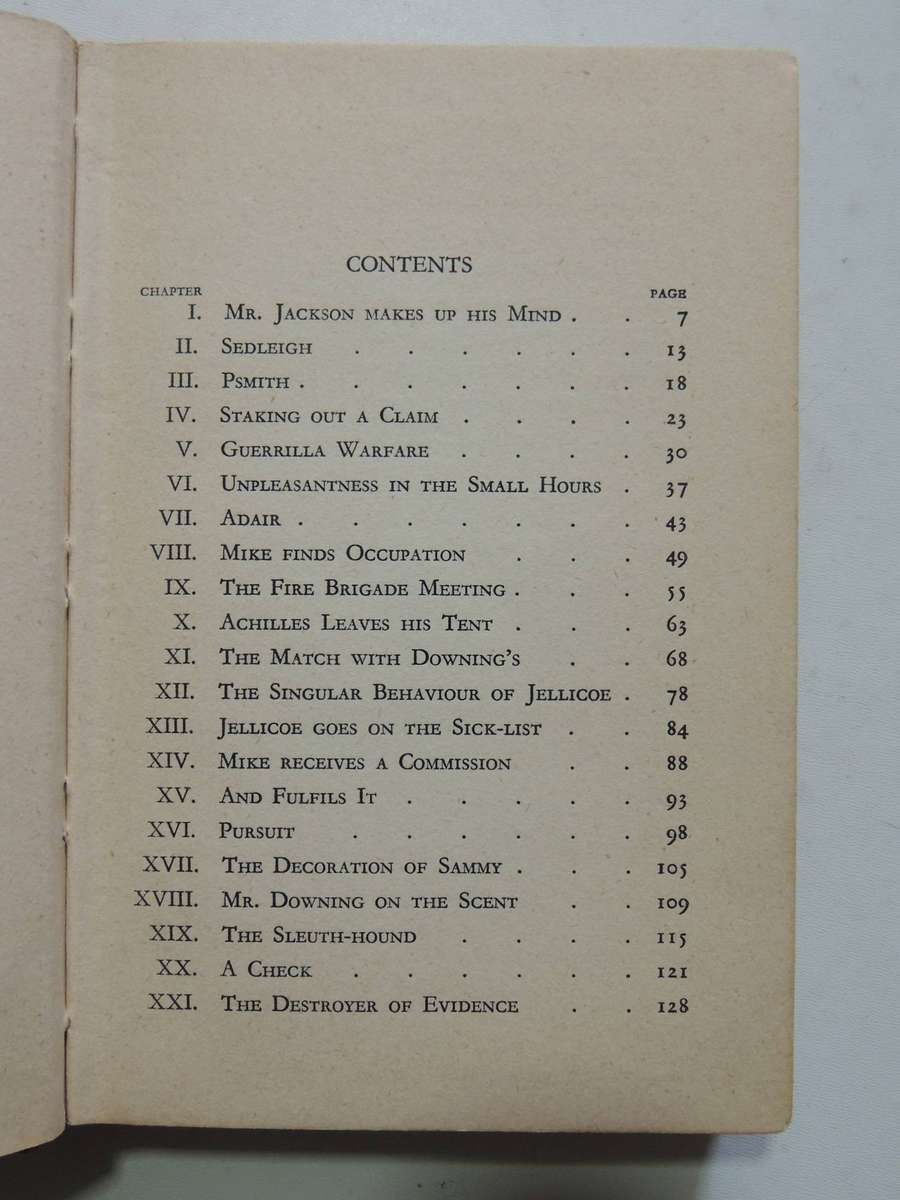 CONTENTS
CHAPTER PAGE
I. Mr. Jackson makes up his Mind . . 7
II. Sedleigh . . . . . . 13
III. Psmith . . . . . . . 18
IV. Staking out a Claim . . . . 23
V. Guerrilla Warfare . . . . 30
VI. Unpleasantness in the Small Hours . 37
VII. Adair . . . . . . . 43
VIII. Mike finds Occupation . . . 49
IX. The Fire Brigade Meeting . . . 55
X. Achilles Leaves his Tent . . . 63
XI. The Match with Downing's . . 68
XII. The Singular Behaviour of Jellicoe . 78
XIII. Jellicoe goes on the Sick-list . . 84
XIV. Mike receives a Commission . . 88
XV. And Fulfils It . . . . . 93
XVI. Pursuit . . . . . . 98
XVII. The Decoration of Sammy . . . 105
XVIII. Mr. Downing on the Scent . . 109
XIX. The Sleuth-hound . . . . 115
XX. A Check . . . . . . 121
XXI. The Destroyer of Evidence . . 128